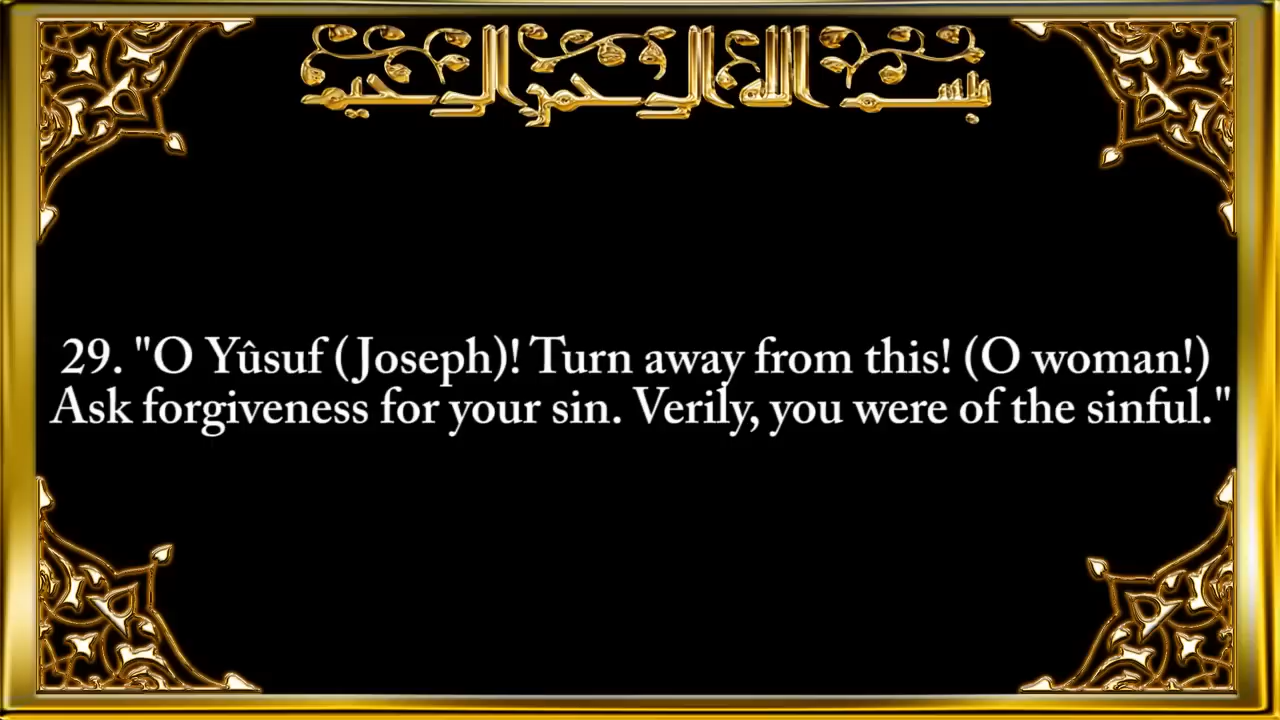 بسم الله الرحمن الرحيم
29. "O Yûsuf (Joseph)! Turn away from this! (O woman!)
Ask forgiveness for your sin. Verily, you were of the sinful."